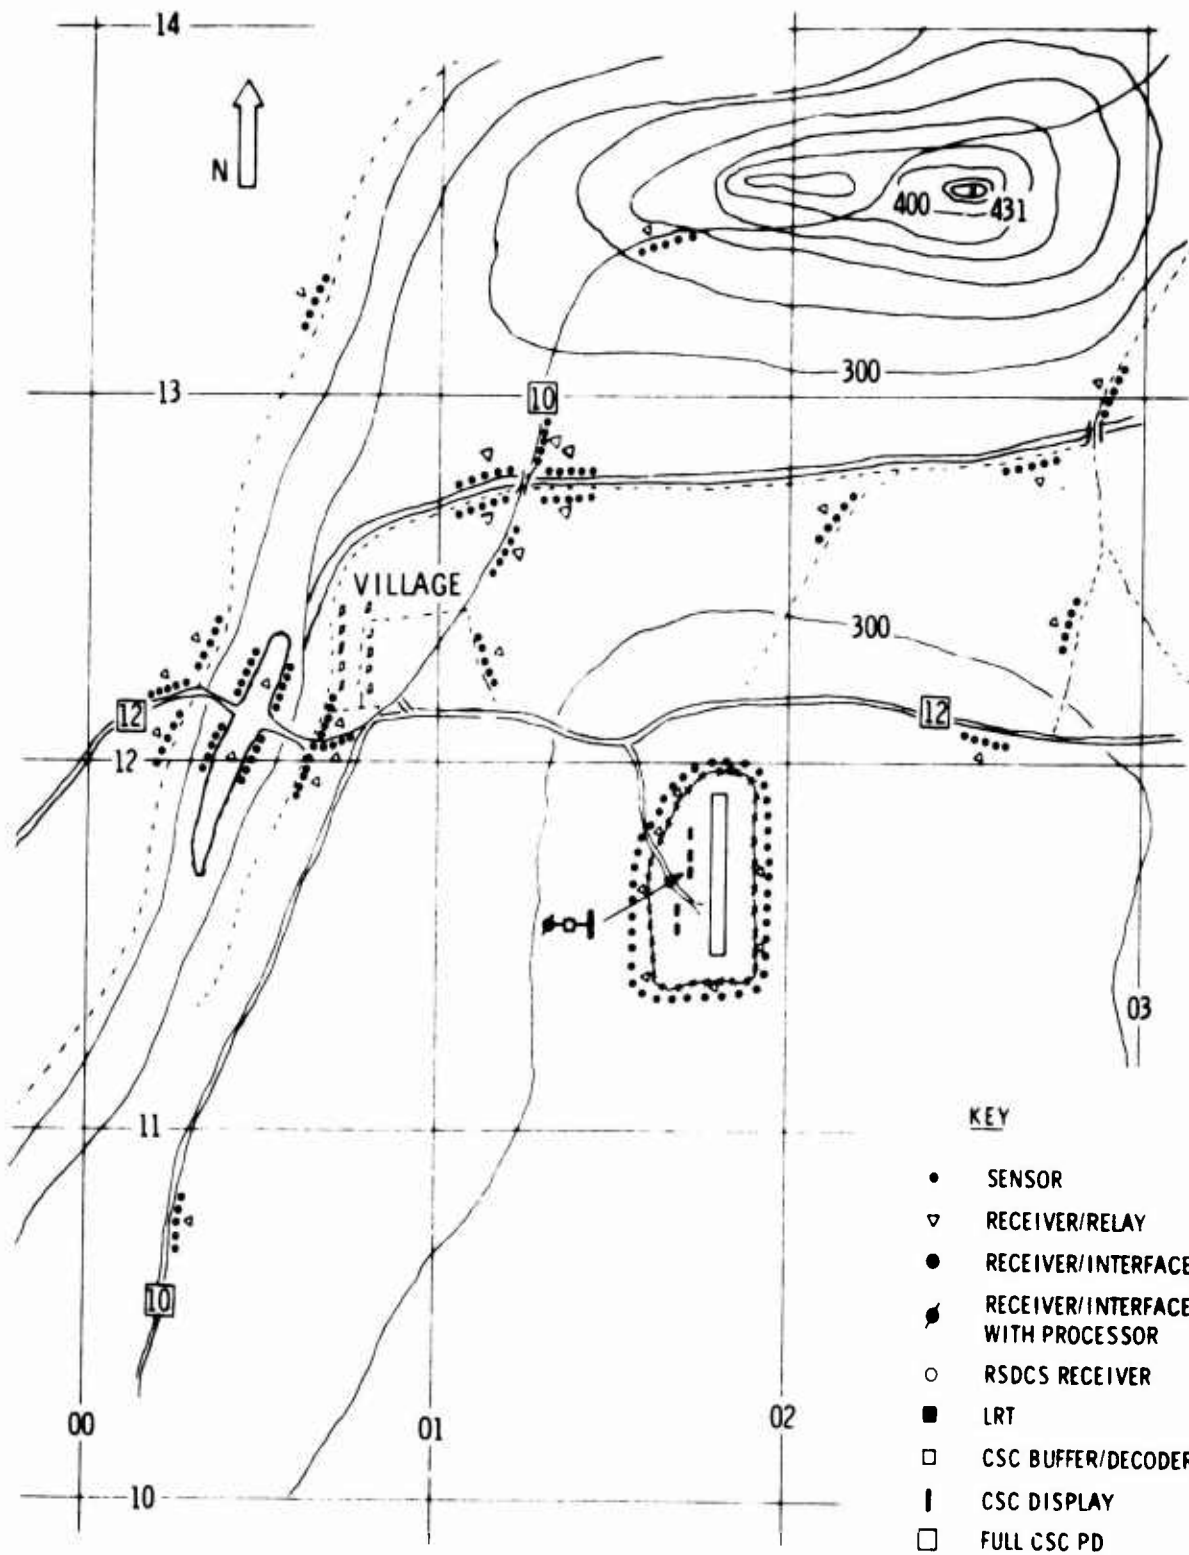 14
N
400
431
13
300
10
VILLAGE
300
12
12
12
03
11
KEY
SENSOR
RECEIVER/RELAY
RECEIVER/INTERFACE
10
RECEIVER/INTERFACE
WITH PROCESSOR
RSDCS RECEIVER
00
01
02
LRT
CSC BUFFER/DECODER
10
CSC DISPLAY
FULL CSC PD